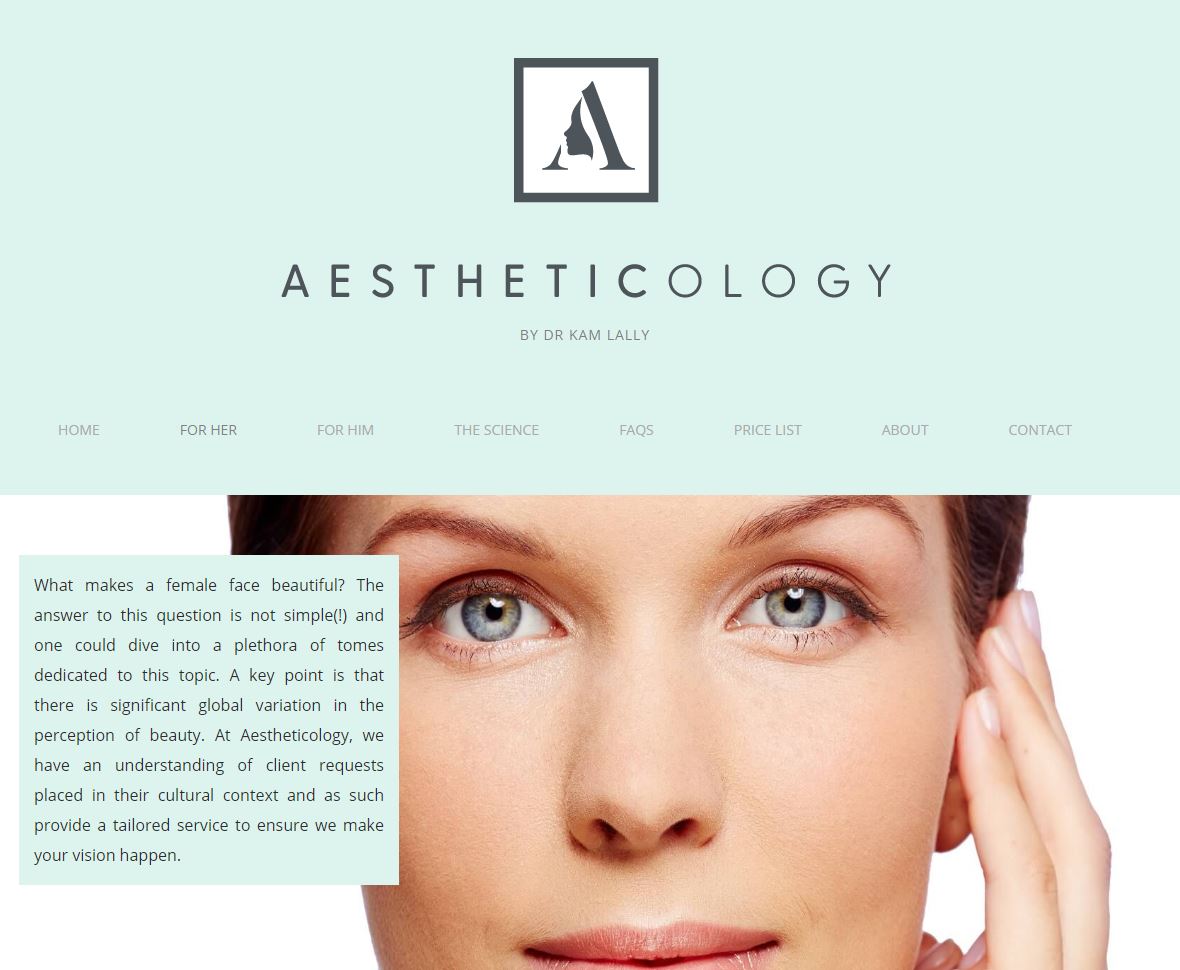 A
AESTHETICOLOGY
BY DR KAM LALLY
HOME FOR HER FOR HIM THE SCIENCE FAQS PRICE LIST ABOUT CONTACT
What makes a female face beautiful? The
answer to this question is not simple(!) and
one could dive into a plethora of tomes
dedicated to this topic. A key point is that
there is significant global variation in the
perception of beauty. At Aestheticology, we
have an understanding of client requests
placed in their cultural context and as such
provide a tailored service to ensure we make
your vision happen.